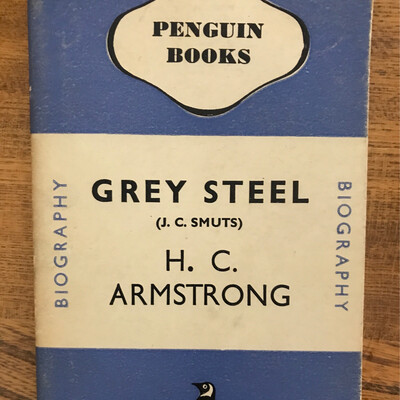 PENGUIN
BOOKS
BIOGRAPHY
GREY STEEL
(J. C. SMUTS)
H. C.
ARMSTRONG
BIOGRAPHY